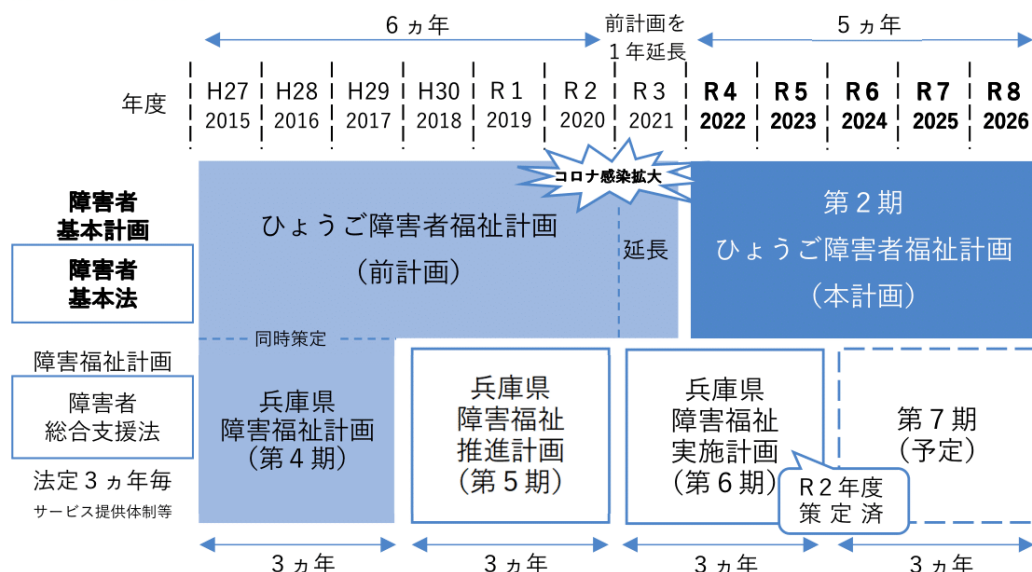 6ヵ年
前計画を
1年延長
5ヵ年
年度
H27
2015
H28
2016
H29
2017
H30
2018
R1
2019
R2
2020
R3
2021
R4
2022
R5
2023
R6
2024
R7
2025
R8
2026
コロナ感染拡大
障害者
基本計画
障害者
基本法
ひょうご障害者福祉計画
(前計画)
延長
第2期
ひょうご障害者福祉計画
(本計画)
同時策定
障害福祉計画
障害者
総合支援法
法定3ヵ年毎
サービス提供体制等
兵庫県
障害福祉計画
(第4期)
兵庫県
障害福祉
推進計画
(第5期)
兵庫県
障害福祉
実施計画
(第6期)
R2年度
策定済
第7期
(予定)
3ヵ年
3ヵ年
3ヵ年
3ヵ年